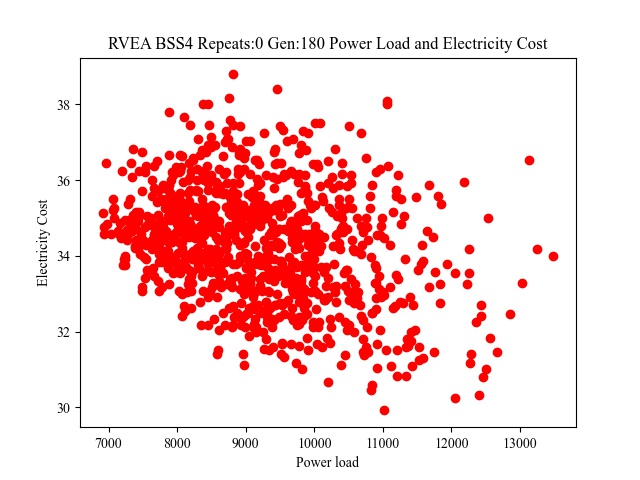 RVEA BSS4 Repeats:0 Gen:180 Power Load and Electricity Cost
38
36
34
32
30
Electricity Cost
7000 8000 9000 10000 11000 12000 13000
Power load